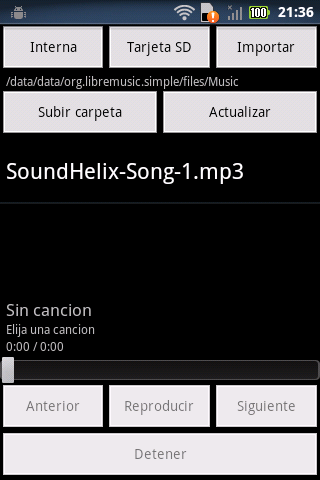 100 21:36
Interna Tarjeta SD Importar
/data/data/org.libremusic.simple/files/Music
Subir carpeta Actualizar
SoundHelix-Song-1.mp3
Sin cancion
Elija una cancion
0:00 / 0:00
Anterior Reproducir Siguiente
Detener